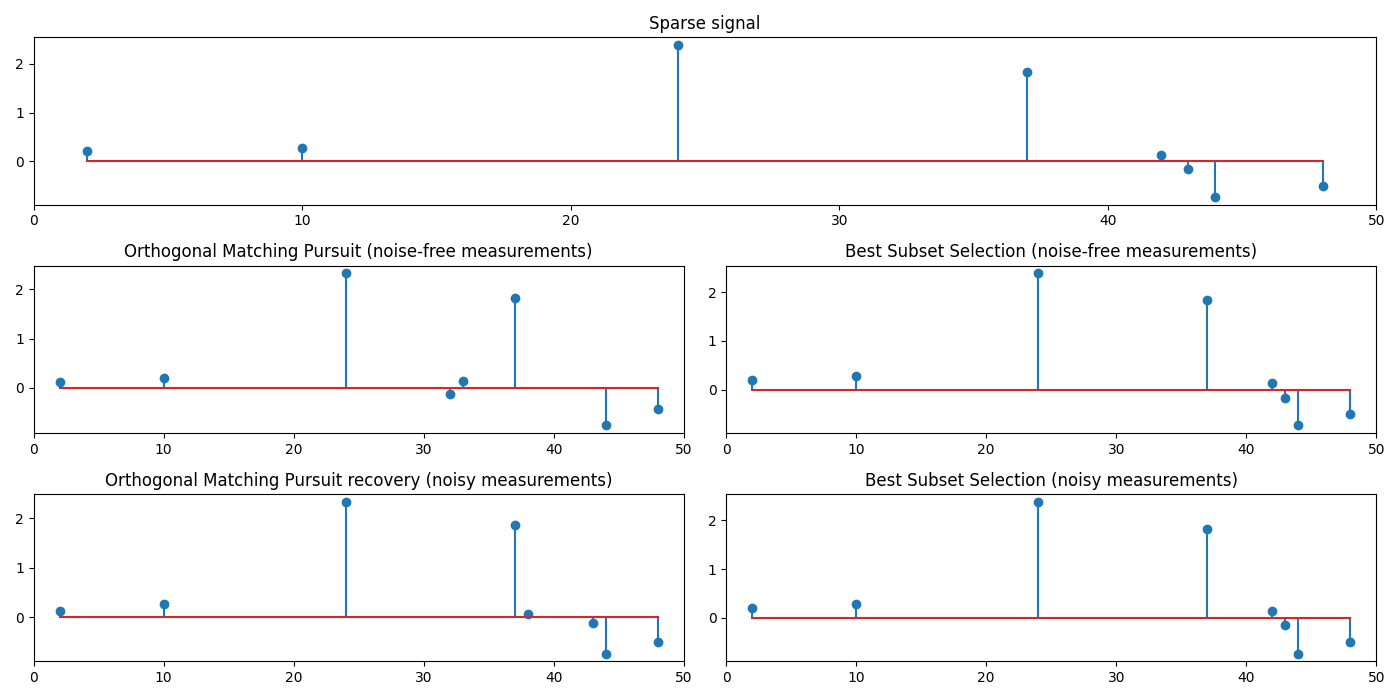 Sparse signal
2
1
0
0 10 20 30 40 50
Orthogonal Matching Pursuit (noise-free measurements)
2
1
0
0 10 20 30 40 50
Best Subset Selection (noise-free measurements)
2
1
0
0 10 20 30 40 50
Orthogonal Matching Pursuit recovery (noisy measurements)
2
1
0
0 10 20 30 40 50
Best Subset Selection (noisy measurements)
2
1
0
0 10 20 30 40 50